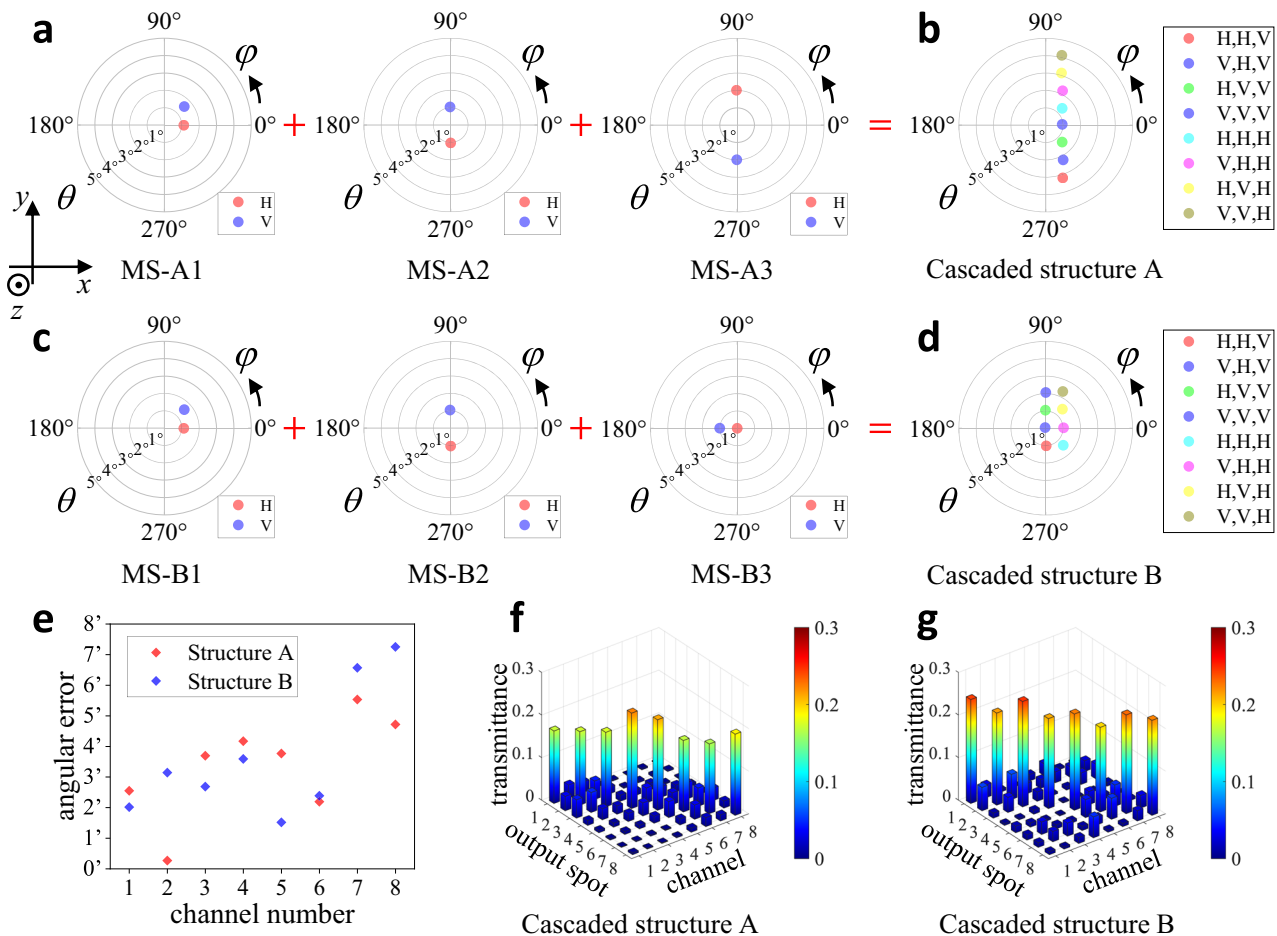 a
90°
φ
180°
0°
1°
2°
3°
4°
5°
θ
270°
H
V
MS-A1
+
90°
180°
0°
1°
2°
3°
4°
5°
270°
H
V
MS-A2
+
90°
180°
0°
1°
2°
3°
4°
5°
270°
H
V
MS-A3
=
b
90°
φ
180°
0°
1°
2°
3°
4°
5°
θ
270°
Cascaded structure A
H,H,V
V,H,V
H,V,V
V,V,V
H,H,H
V,H,H
H,V,H
V,V,H
y
x
z
c
90°
φ
180°
0°
1°
2°
3°
4°
5°
θ
270°
H
V
MS-B1
+
90°
φ
180°
0°
1°
2°
3°
4°
5°
θ
270°
H
V
MS-B2
+
90°
φ
180°
0°
1°
2°
3°
4°
5°
θ
270°
H
V
MS-B3
=
d
90°
φ
180°
0°
1°
2°
3°
4°
5°
θ
270°
Cascaded structure B
H,H,V
V,H,V
H,V,V
V,V,V
H,H,H
V,H,H
H,V,H
V,V,H
e
8’
7’
6’
5’
4’
3’
2’
1’
0’
angular error
Structure A
Structure B
1 2 3 4 5 6 7 8
channel number
f
0.3
0.2
0.1
0
transmittance
1 2 3 4 5 6 7 8
output spot
1 2 3 4 5 6 7 8
channel
0.3
0.2
0.1
0
Cascaded structure A
g
0.3
0.2
0.1
0
transmittance
1 2 3 4 5 6 7 8
output spot
1 2 3 4 5 6 7 8
channel
0.3
0.2
0.1
0
Cascaded structure B